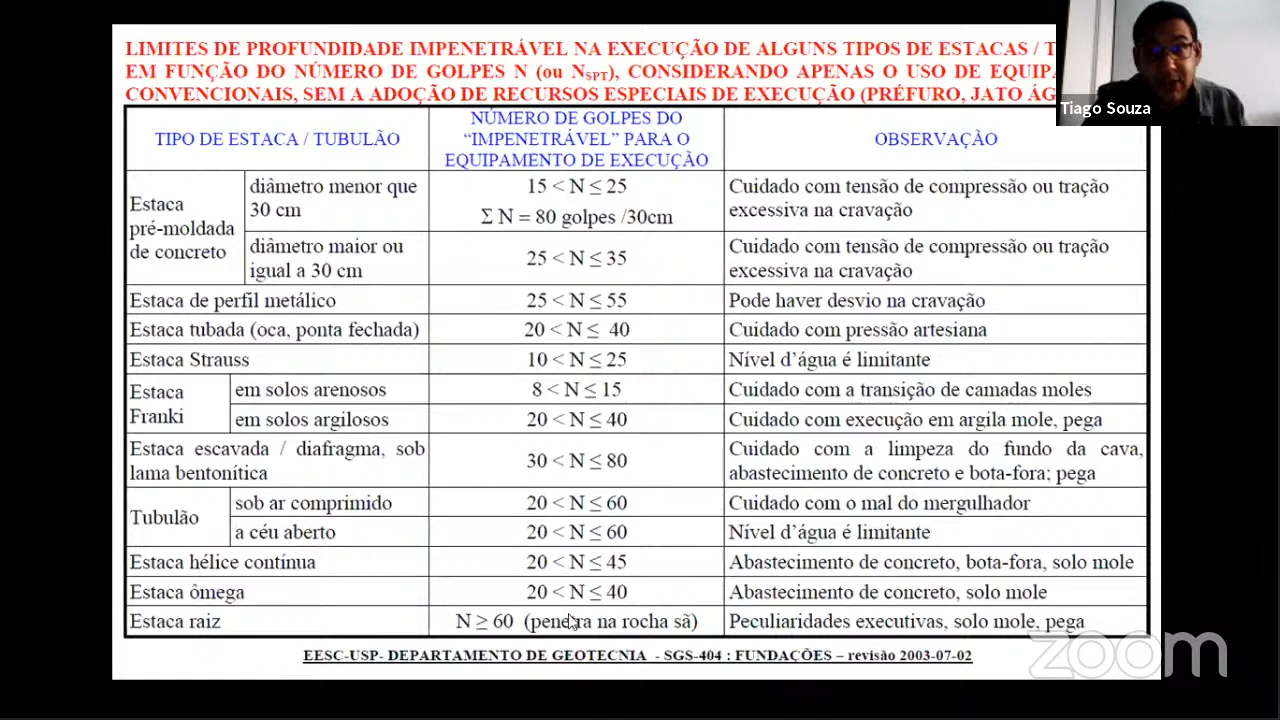 LIMITES DE PROFUNDIDADE IMPENETRÁVEL NA EXECUÇÃO DE ALGUNS TIPOS DE ESTACAS /
EM FUNÇÃO DO NÚMERO DE GOLPES N (ou NSPT), CONSIDERANDO APENAS O USO DE
CONVENCIONAIS, SEM A ADOÇÃO DE RECURSOS ESPECIAIS DE EXECUÇÃO (PRÉFURO, JATO
Tiago Souza
TIPO DE ESTACA / TUBULÃO
NÚMERO DE GOLPES DO
“IMPENETRÁVEL” PARA O
EQUIPAMENTO DE EXECUÇÃO
OBSERVAÇÃO
Estaca
pré-moldada
de concreto
diâmetro menor que
30 cm
15 < N ≤ 25
Σ N = 80 golpes /30cm
Cuidado com tensão de compressão ou tração
excessiva na cravação
diâmetro maior ou
igual a 30 cm
25 < N ≤ 35
Cuidado com tensão de compressão ou tração
excessiva na cravação
Estaca de perfil metálico
25 < N ≤ 55
Pode haver desvio na cravação
Estaca tubada (oca, ponta fechada)
20 < N ≤ 40
Cuidado com pressão artesiana
Estaca Strauss
10 < N ≤ 25
Nível d’água é limitante
Estaca
Franki
em solos arenosos
8 < N ≤ 15
Cuidado com a transição de camadas moles
em solos argilosos
20 < N ≤ 40
Cuidado com execução em argila mole, pega
Estaca escavada / diafragma, sob
lama bentonítica
30 < N ≤ 80
Cuidado com a limpeza do fundo da cava,
abastecimento de concreto e bota-fora; pega
Tubulão
sob ar comprimido
20 < N ≤ 60
Cuidado com o mal do mergulhador
a céu aberto
20 < N ≤ 60
Nível d’água é limitante
Estaca hélice contínua
20 < N ≤ 45
Abastecimento de concreto, bota-fora, solo mole
Estaca ômega
20 < N ≤ 40
Abastecimento de concreto, solo mole
Estaca raiz
N ≥ 60 (penetra na rocha sã)
Peculiaridades executivas, solo mole, pega
EESC-USP- DEPARTAMENTO DE GEOTECNIA - SGS-404 : FUNDAÇÕES – revisão 2003-07-02
zoom